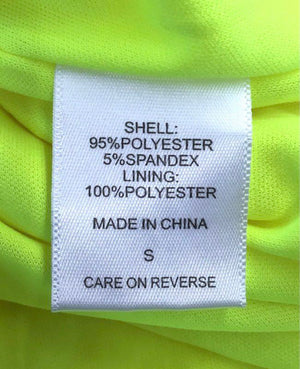 SHELL:
95%POLYESTER
5%SPANDEX
LINING:
100%POLYESTER
MADE IN CHINA
S
CARE ON REVERSE